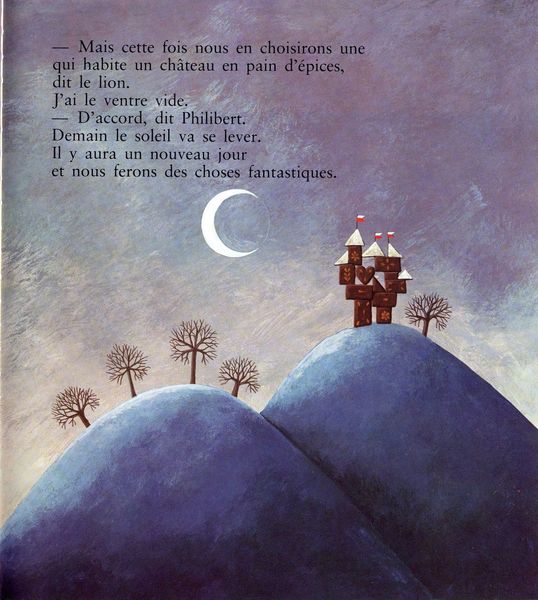 — Mais cette fois nous en choisirons une
qui habite un château en pain d'épices,
dit le lion.
J'ai le ventre vide.
— D'accord, dit Philibert.
Demain le soleil va se lever.
Il y aura un nouveau jour
et nous ferons des choses fantastiques.